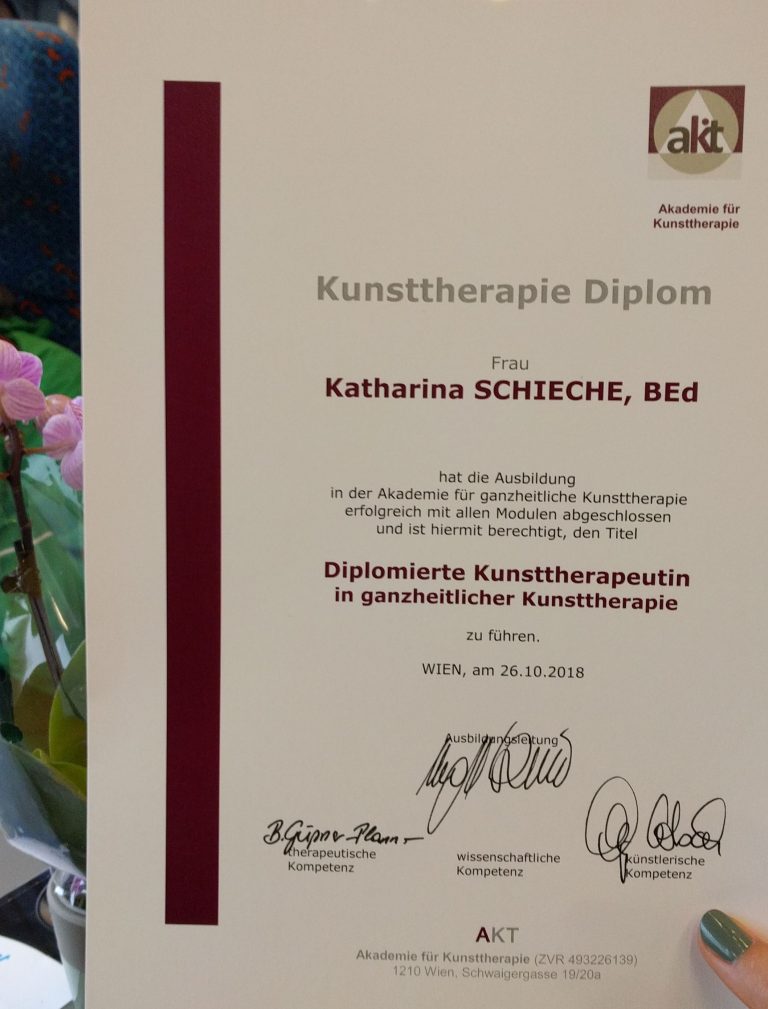 akt
Akademie für
Kunsttherapie
Kunsttherapie Diplom
Frau
Katharina SCHIECHE, BEd
hat die Ausbildung
in der Akademie für ganzheitliche Kunsttherapie
erfolgreich mit allen Modulen abgeschlossen
und ist hiermit berechtigt, den Titel
Diplomierte Kunsttherapeutin
in ganzheitlicher Kunsttherapie
zu führen.
WIEN, am 26.10.2018
Ausbildungsleitung
therapeutische
Kompetenz
wissenschaftliche
Kompetenz
künstlerische
Kompetenz
AKT
Akademie für Kunsttherapie (ZVR 493226139)
1210 Wien, Schwaigergasse 19/20a